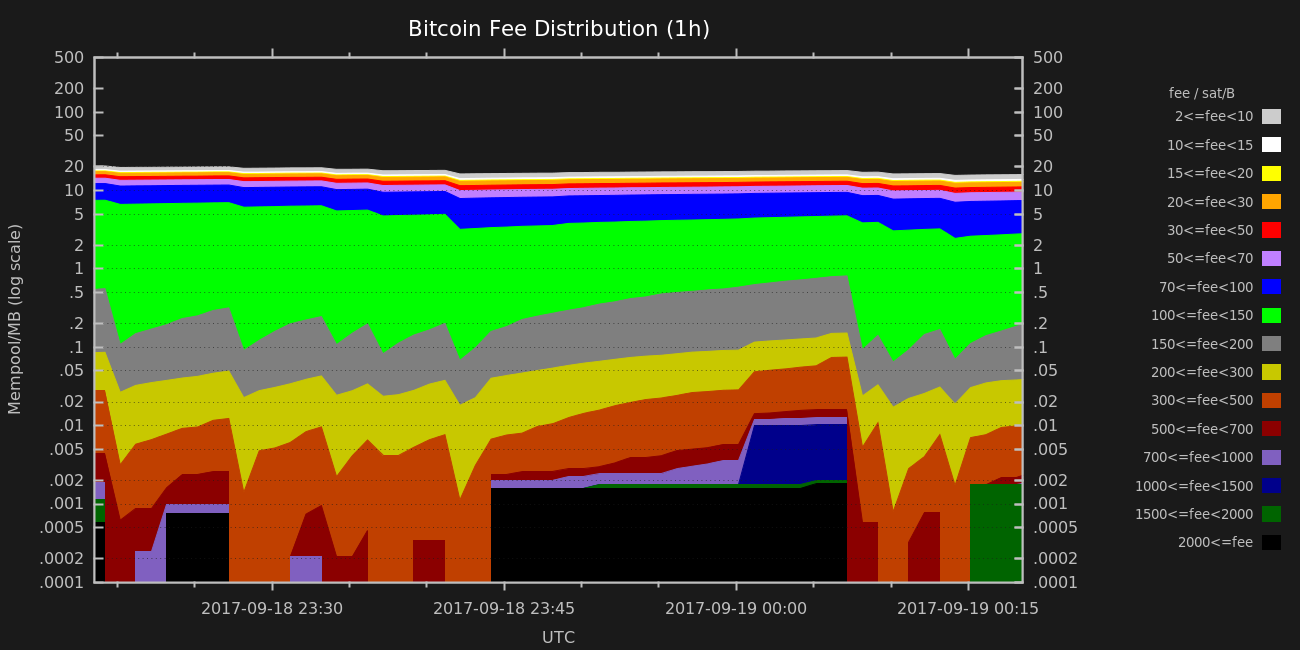 Bitcoin Fee Distribution (1h)
Mempool/MB (log scale)
500
200
100
50
20
10
5
2
1
.5
.2
.1
.05
.02
.01
.005
.002
.001
.0005
.0002
.0001
500
200
100
50
20
10
5
2
1
.5
.2
.1
.05
.02
.01
.005
.002
.001
.0005
.0002
.0001
2017-09-18 23:30
2017-09-18 23:45
2017-09-19 00:00
2017-09-19 00:15
UTC
fee / sat/B
2<=fee<10
10<=fee<15
15<=fee<20
20<=fee<30
30<=fee<50
50<=fee<70
70<=fee<100
100<=fee<150
150<=fee<200
200<=fee<300
300<=fee<500
500<=fee<700
700<=fee<1000
1000<=fee<1500
1500<=fee<2000
2000<=fee